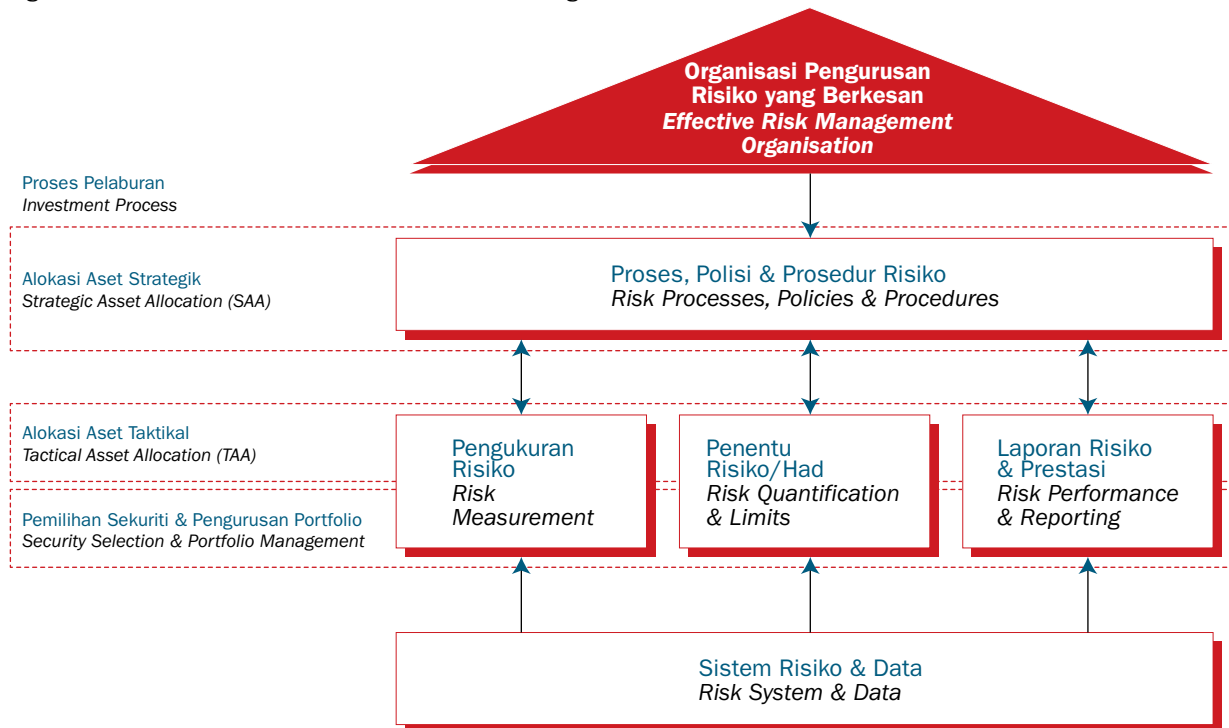 Organisasi Pengurusan
Risiko yang Berkesan
Effective Risk Management
Organisation
Proses Pelaburan
Investment Process
Alokasi Aset Strategik
Strategic Asset Allocation (SAA)
Proses, Polisi & Prosedur Risiko
Risk Processes, Policies & Procedures
Alokasi Aset Taktikal
Tactical Asset Allocation (TAA)
Pengukuran
Risiko
Risk
Measurement
Penentu
Risiko/Had
Risk Quantification
& Limits
Laporan Risiko
& Prestasi
Risk Performance
& Reporting
Pemilihan Sekuriti & Pengurusan Portfolio
Security Selection & Portfolio Management
Sistem Risiko & Data
Risk System & Data